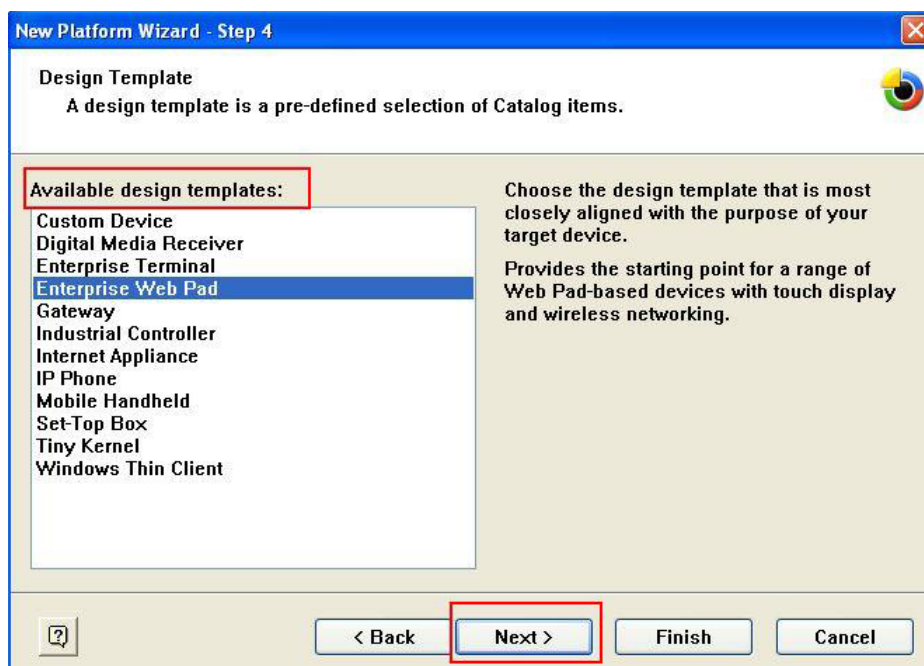 New Platform Wizard - Step 4
Design Template
A design template is a pre-defined selection of Catalog items.
Available design templates:
Custom Device
Digital Media Receiver
Enterprise Terminal
Enterprise Web Pad
Gateway
Industrial Controller
Internet Appliance
IP Phone
Mobile Handheld
Set-Top Box
Tiny Kernel
Windows Thin Client
Choose the design template that is most
closely aligned with the purpose of your
target device.
Provides the starting point for a range of
Web Pad-based devices with touch display
and wireless networking.
?
< Back
Next >
Finish
Cancel